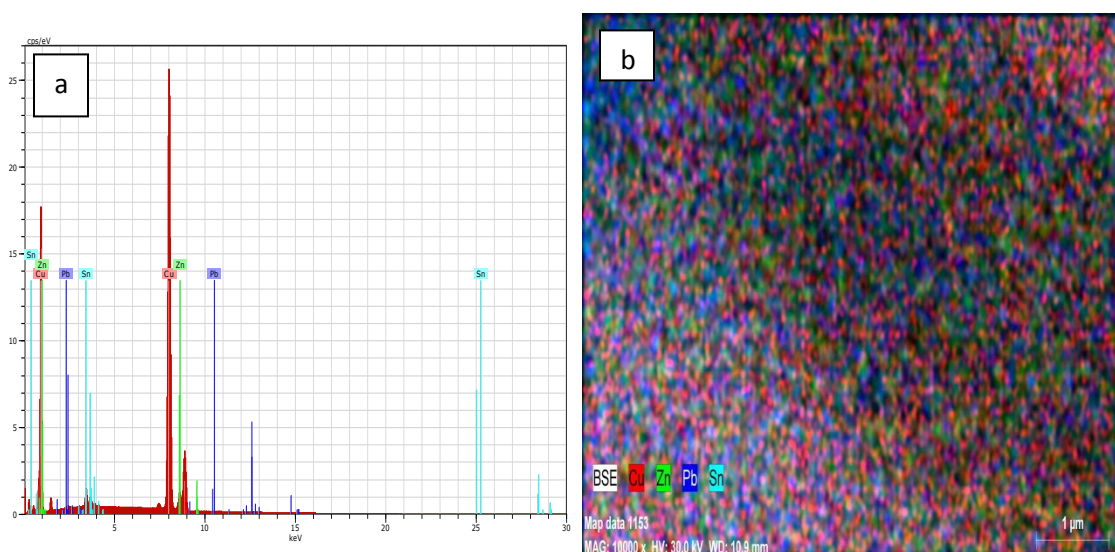 cps/eV
a
25
20
15
10
5
0
Sn
Zn
Cu
Pb
Sn
Zn
Cu
Pb
Sn
5
10
15
20
25
30
keV
b
BSE Cu Zn Pb Sn
Map data 1153
1 µm
MAG: 10000 x HV: 30.0 kV WD: 10.9 mm